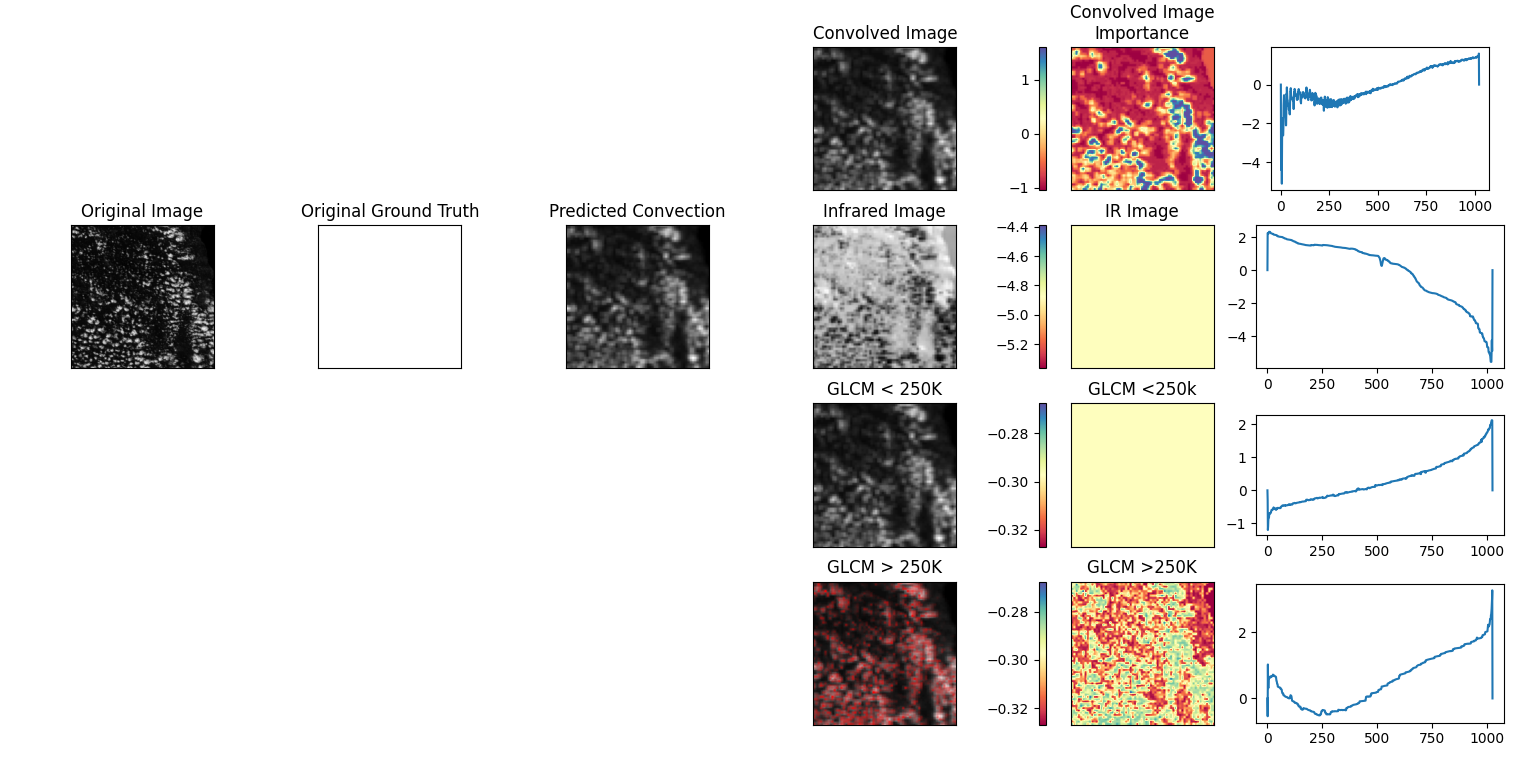 Convolved Image
Convolved Image
Importance
1
0
−1
0
−2
−4
0 250 500 750 1000
Original Image
Original Ground Truth
Predicted Convection
Infrared Image
IR Image
−4.4
−4.6
−4.8
−5.0
−5.2
2
0
−2
−4
0 250 500 750 1000
GLCM < 250K
GLCM <250k
−0.28
−0.30
−0.32
2
1
0
−1
0 250 500 750 1000
GLCM > 250K
GLCM >250K
−0.28
−0.30
−0.32
2
0
0 250 500 750 1000